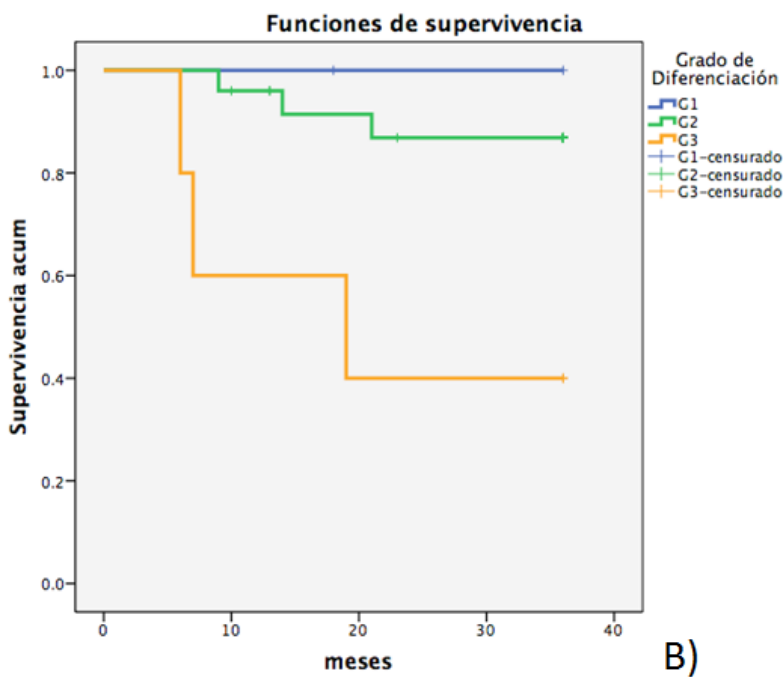 Funciones de supervivencia
Grado de
Diferenciación
G1
G2
G3
G1-censurado
G2-censurado
G3-censurado
Supervivencia acum
1.0
0.8
0.6
0.4
0.2
0.0
0 10 20 30 40
meses
B)